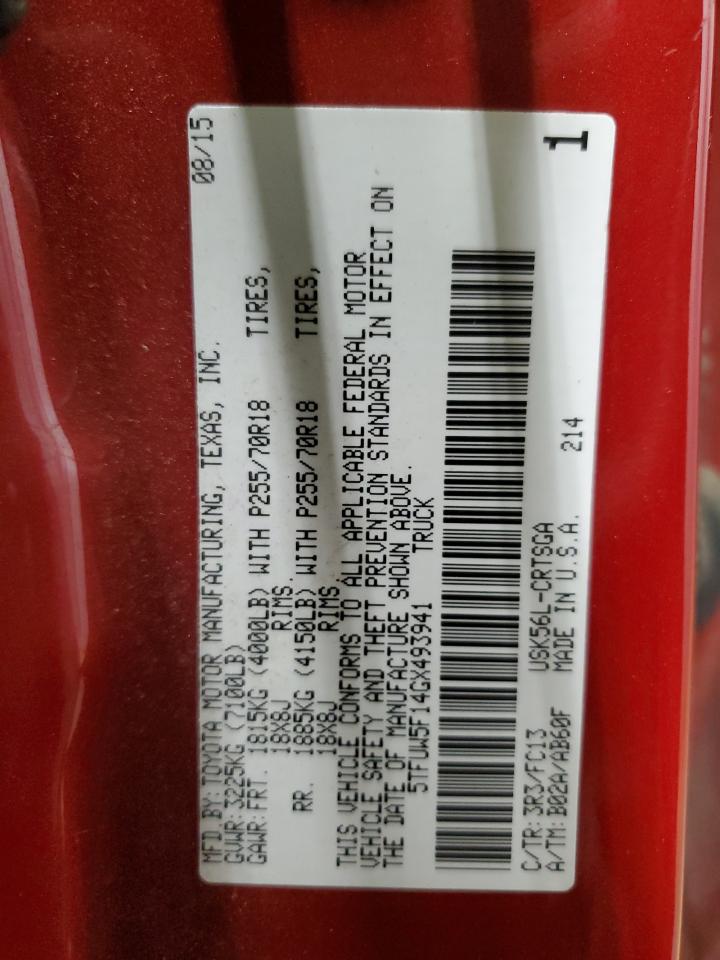 MFD BY: TOYOTA MOTOR MANUFACTURING, TEXAS, INC. 08/15
GVWR: 3225KG (7100LB)
GAWR: FRT. 1815KG (4000LB) WITH P255/70R18 TIRES,
18X8J RIMS.
RR. 1885KG (4150LB) WITH P255/70R18 TIRES,
18X8J RIMS.
THIS VEHICLE CONFORMS TO ALL APPLICABLE FEDERAL MOTOR
VEHICLE SAFETY AND THEFT PREVENTION STANDARDS IN EFFECT ON
THE DATE OF MANUFACTURE SHOWN ABOVE.
5TFUW5F14GX493941 TRUCK
C/TR: 3R3/FC13 USK56L-CRTSGA
A/TM: B02A/AB60F MADE IN U.S.A. 214
1